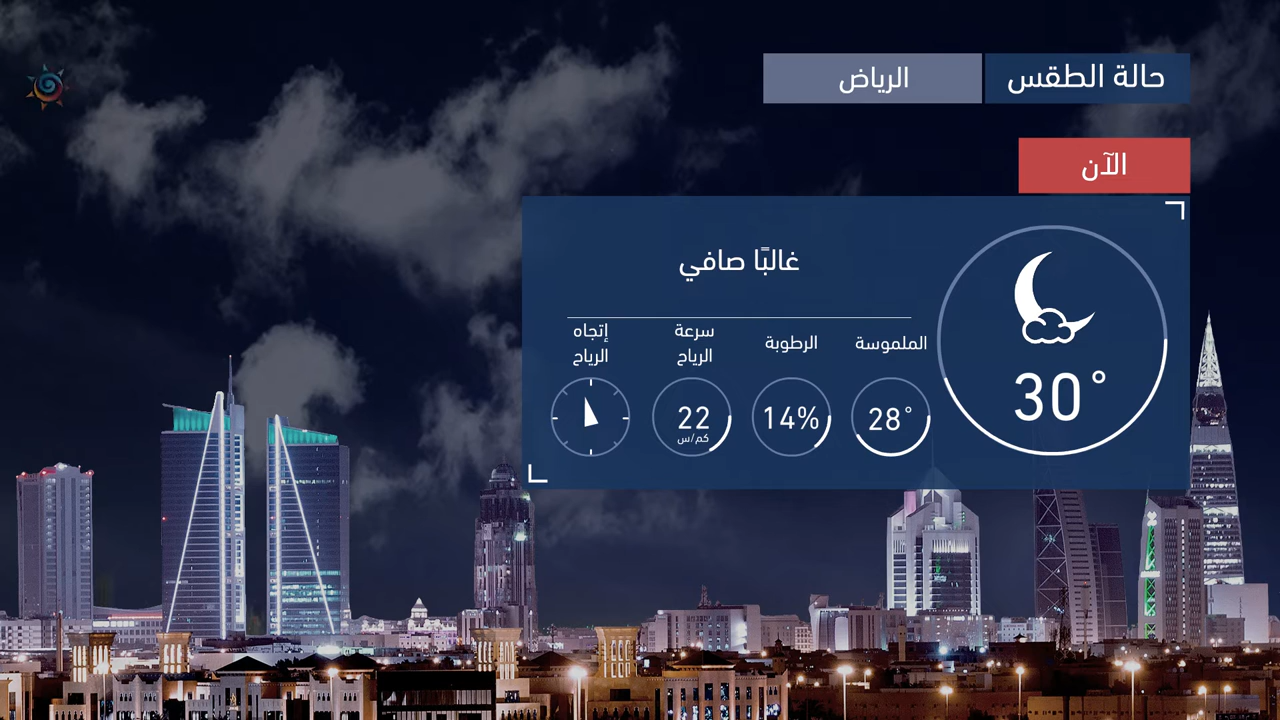 حالة الطقس
الرياض
الآن
غالبًا صافي
30°
الملموسة
28°
الرطوبة
14%
سرعة
الرياح
22
كم/س
إتجاه
الرياح